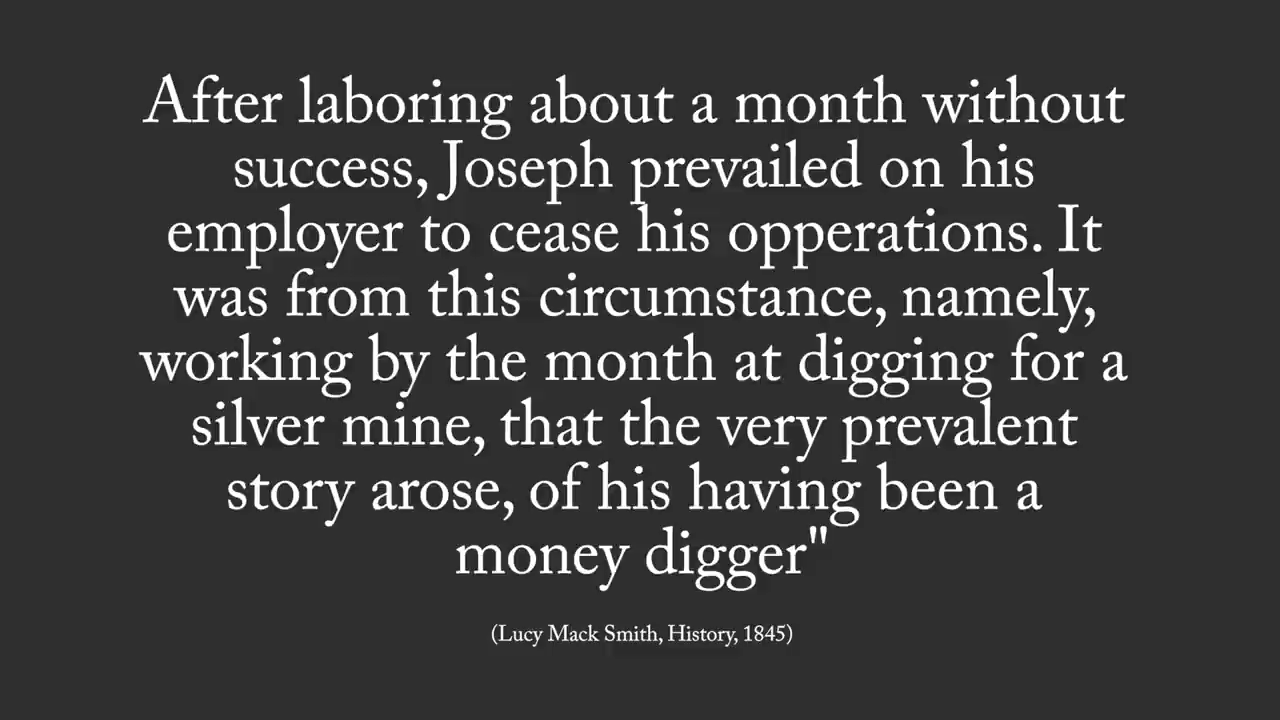 After laboring about a month without
success, Joseph prevailed on his
employer to cease his opperations. It
was from this circumstance, namely,
working by the month at digging for a
silver mine, that the very prevalent
story arose, of his having been a
money digger"
(Lucy Mack Smith, History, 1845)